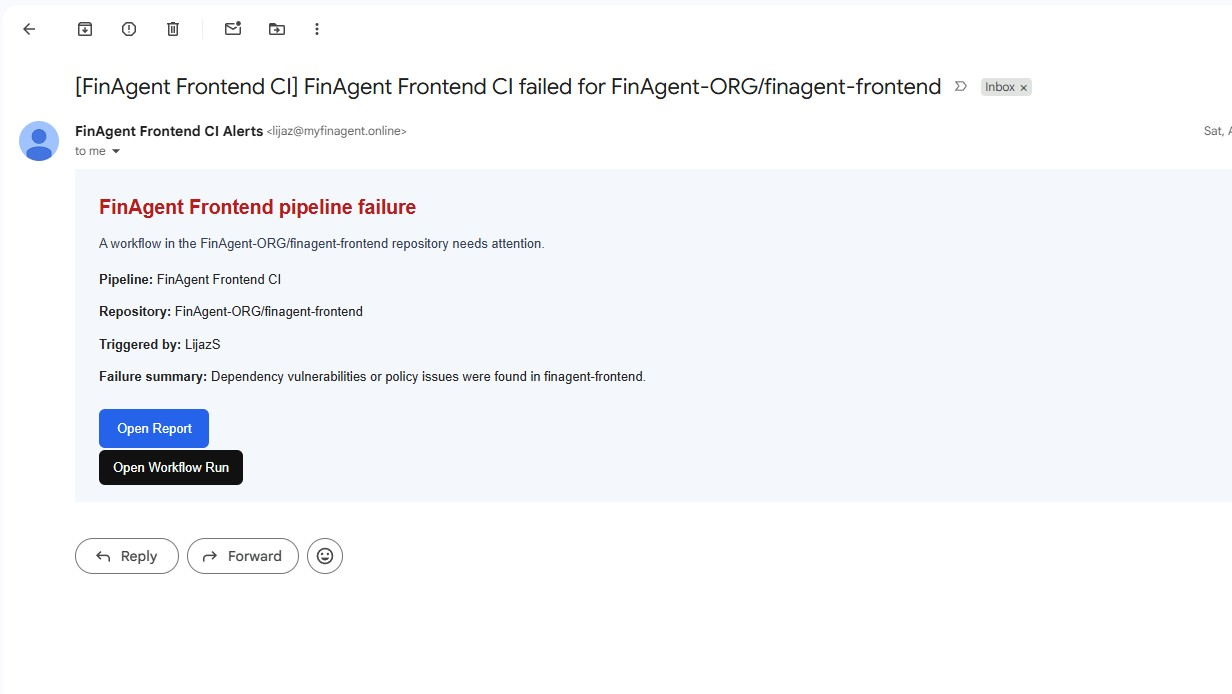 [FinAgent Frontend CI] FinAgent Frontend CI failed for FinAgent-ORG/finagent-frontend
Inbox ×
FinAgent Frontend CI Alerts <lijaz@myfinagent.online>
Sat,
to me
FinAgent Frontend pipeline failure
A workflow in the FinAgent-ORG/finagent-frontend repository needs attention.
Pipeline: FinAgent Frontend CI
Repository: FinAgent-ORG/finagent-frontend
Triggered by: LijazS
Failure summary: Dependency vulnerabilities or policy issues were found in finagent-frontend.
Open Report
Open Workflow Run
Reply
Forward